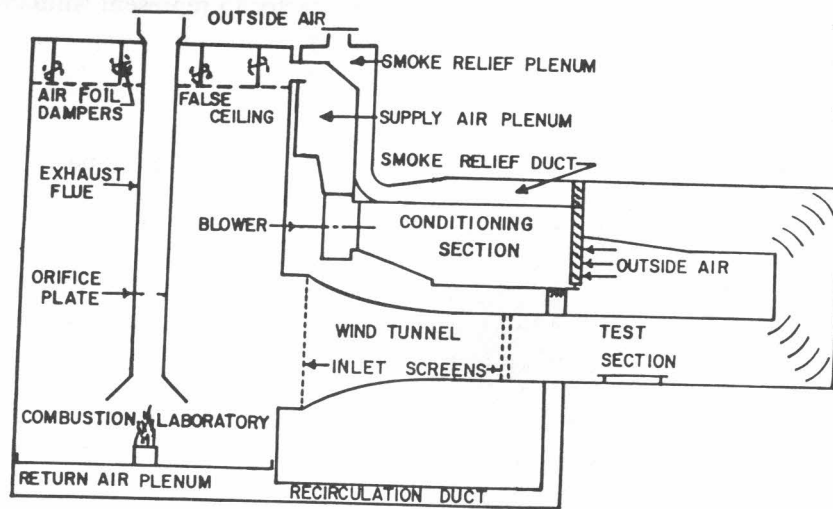 OUTSIDE AIR
SMOKE RELIEF PLENUM
AIR FOIL
DAMPERS
FALSE
CEILING
SUPPLY AIR PLENUM
SMOKE RELIEF DUCT
EXHAUST
FLUE
BLOWER
CONDITIONING
SECTION
OUTSIDE AIR
ORIFICE
PLATE
WIND TUNNEL
INLET SCREENS
TEST
SECTION
COMBUSTION LABORATORY
RETURN AIR PLENUM
RECIRCULATION DUCT